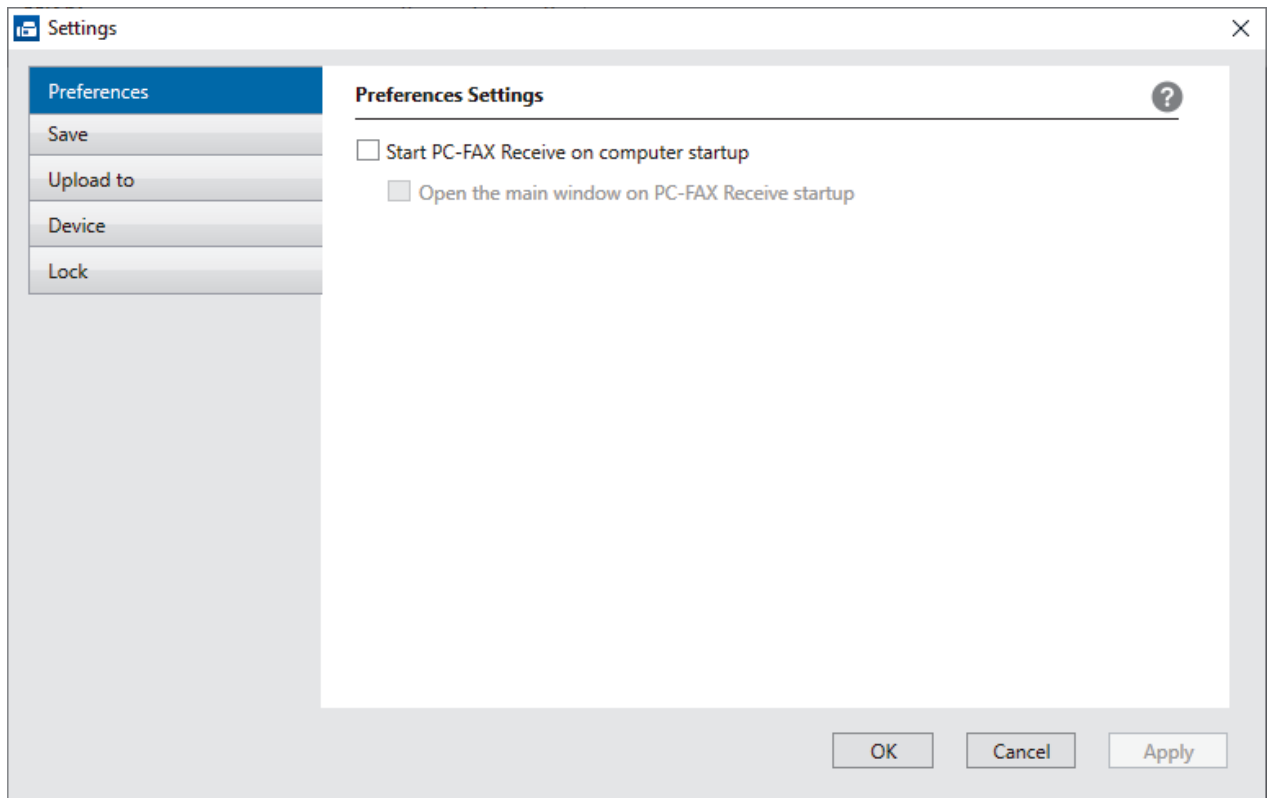 Settings
Preferences
Save
Upload to
Device
Lock
Preferences Settings
?
Start PC-FAX Receive on computer startup
Open the main window on PC-FAX Receive startup
OK
Cancel
Apply